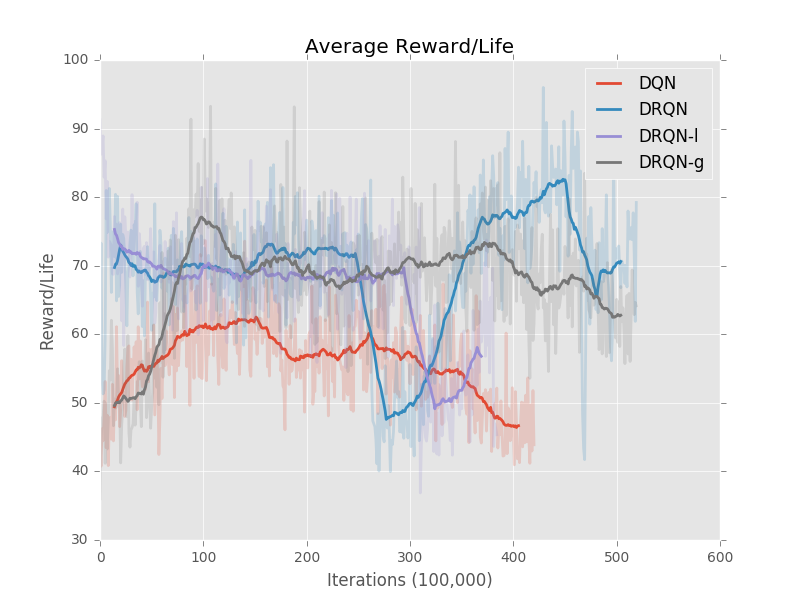 Average Reward/Life
100
90
80
70
60
50
40
30
Reward/Life
DQN
DRQN
DRQN-l
DRQN-g
0 100 200 300 400 500 600
Iterations (100,000)